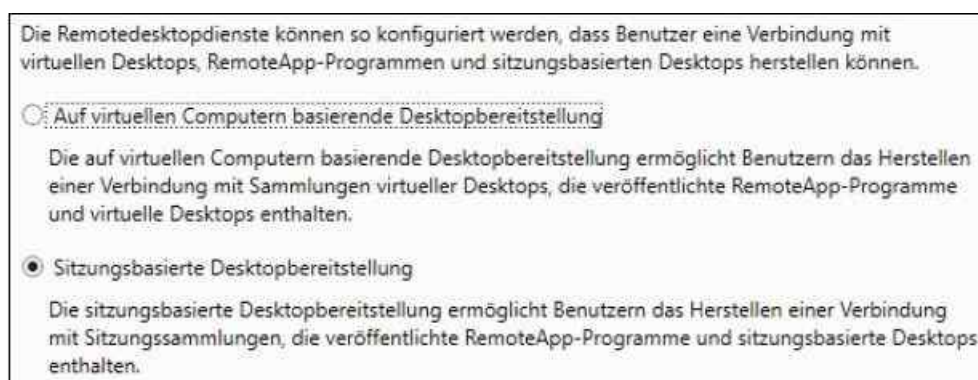 Die Remotedesktopdienste können so konfiguriert werden, dass Benutzer eine Verbindung mit
virtuellen Desktops, RemoteApp-Programmen und sitzungsbasierten Desktops herstellen können.
Auf virtuellen Computern basierende Desktopbereitstellung
Die auf virtuellen Computern basierende Desktopbereitstellung ermöglicht Benutzern das Herstellen
einer Verbindung mit Sammlungen virtueller Desktops, die veröffentlichte RemoteApp-Programme
und virtuelle Desktops enthalten.
Sitzungsbasierte Desktopbereitstellung
Die sitzungsbasierte Desktopbereitstellung ermöglicht Benutzern das Herstellen einer Verbindung
mit Sitzungssammlungen, die veröffentlichte RemoteApp-Programme und sitzungsbasierte Desktops
enthalten.